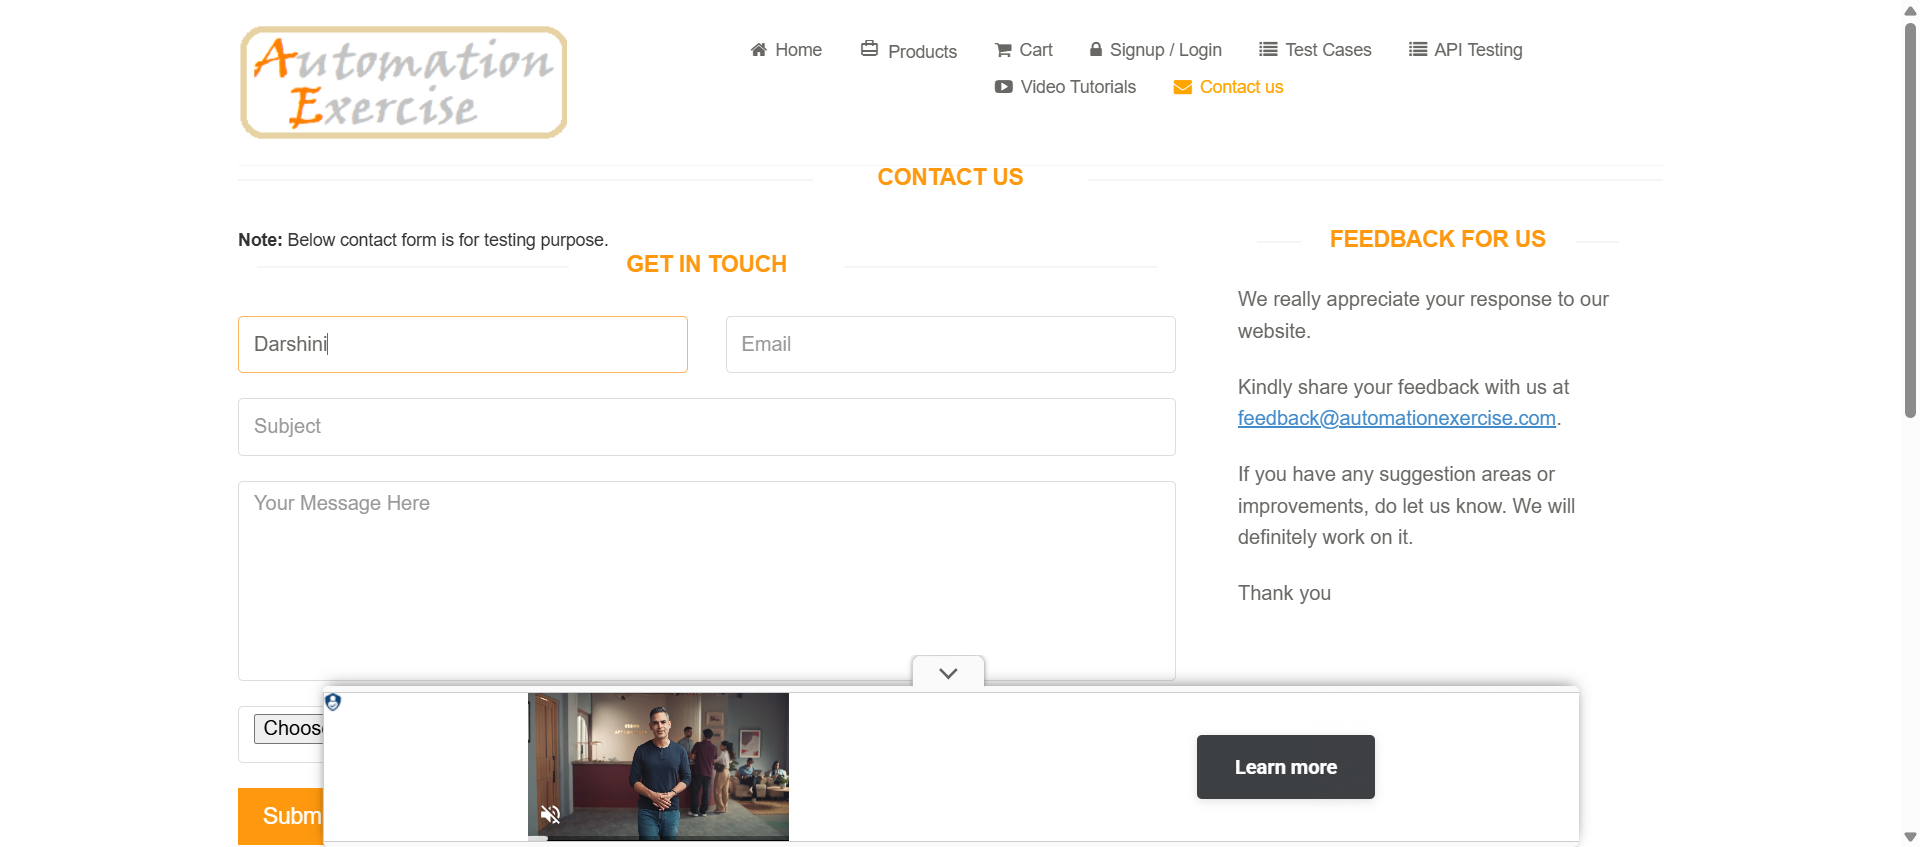 Automation
Exercise
Home
Products
Cart
Signup / Login
Test Cases
API Testing
Video Tutorials
Contact us
CONTACT US
Note: Below contact form is for testing purpose.
GET IN TOUCH
Darshini
Email
Subject
Your Message Here
Choos
Subm
FEEDBACK FOR US
We really appreciate your response to our
website.
Kindly share your feedback with us at
feedback@automationexercise.com.
If you have any suggestion areas or
improvements, do let us know. We will
definitely work on it.
Thank you
Learn more